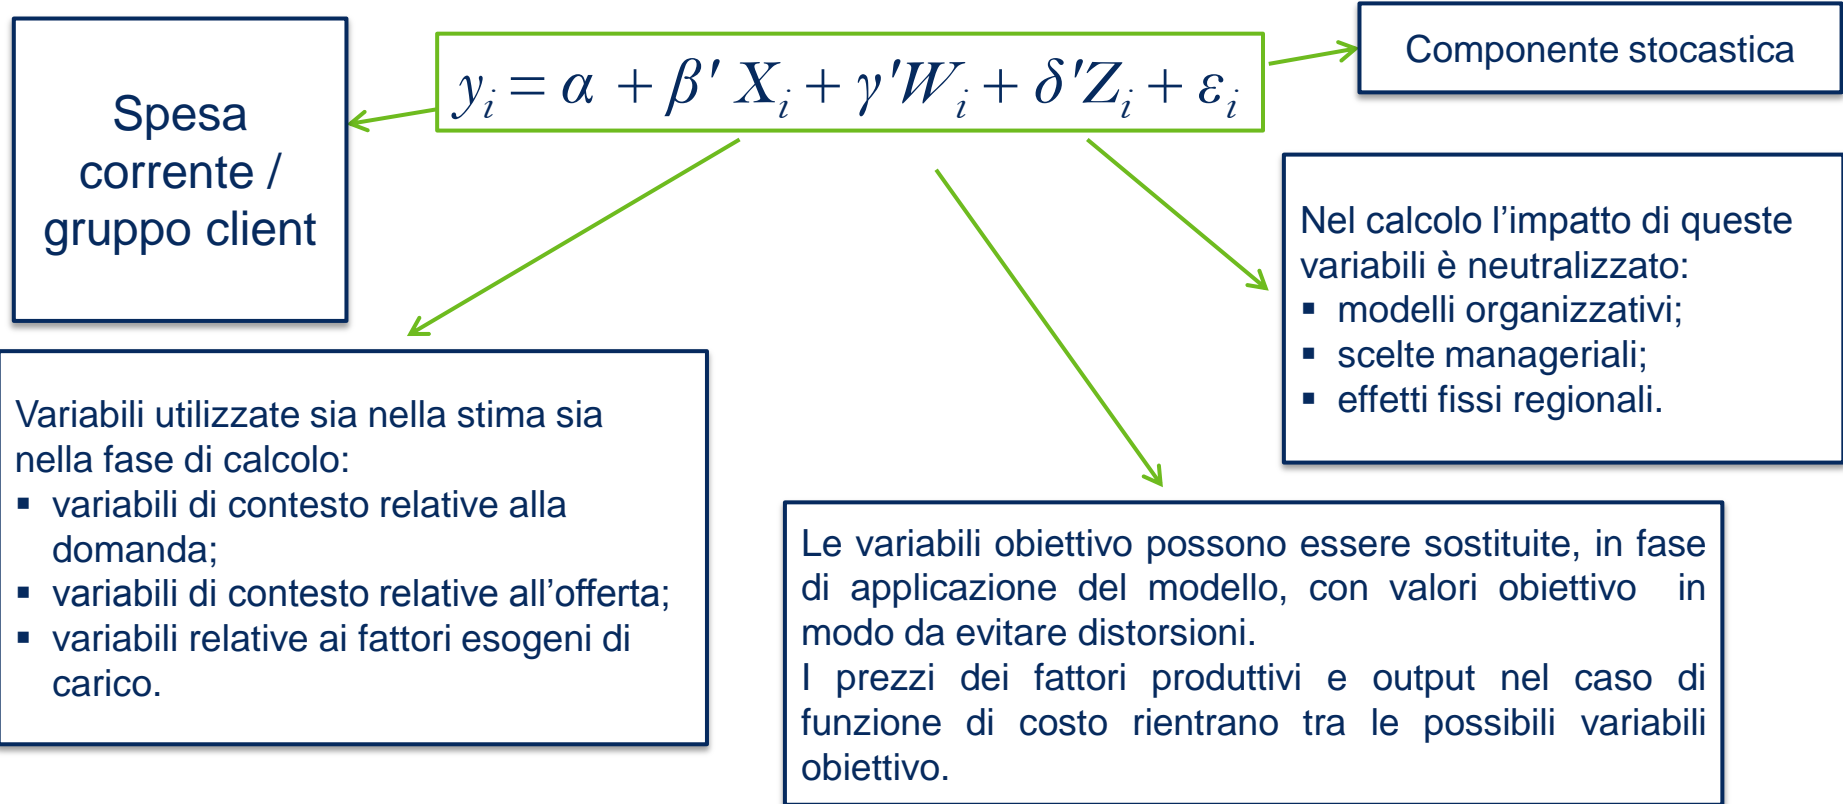 Spesa
corrente /
gruppo client
y_i = α + β' X_i + γ'W_i + δ'Z_i + ε_i
Componente stocastica
Nel calcolo l’impatto di queste
variabili è neutralizzato:
▪ modelli organizzativi;
▪ scelte manageriali;
▪ effetti fissi regionali.
Variabili utilizzate sia nella stima sia
nella fase di calcolo:
▪ variabili di contesto relative alla
domanda;
▪ variabili di contesto relative all’offerta;
▪ variabili relative ai fattori esogeni di
carico.
Le variabili obiettivo possono essere sostituite, in fase
di applicazione del modello, con valori obiettivo in
modo da evitare distorsioni.
I prezzi dei fattori produttivi e output nel caso di
funzione di costo rientrano tra le possibili variabili
obiettivo.